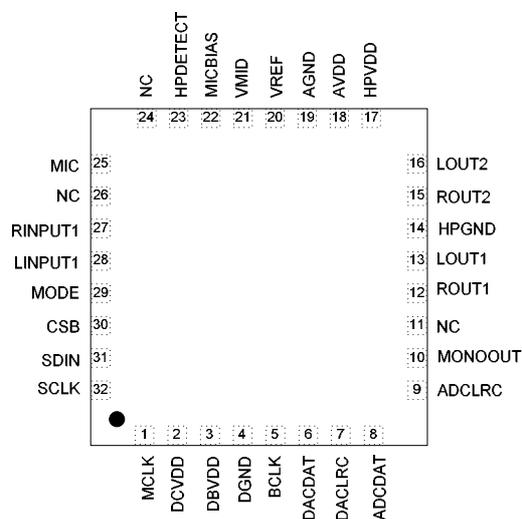 NC HPDETECT MICBIAS VMID VREF AGND AVDD HPVDD
24 23 22 21 20 19 18 17
MIC 25 16 LOUT2
NC 26 15 ROUT2
RINPUT1 27 14 HPGND
LINPUT1 28 13 LOUT1
MODE 29 12 ROUT1
CSB 30 11 NC
SDIN 31 10 MONOOUT
SCLK 32 9 ADCLRC
1 2 3 4 5 6 7 8
MCLK DCVDD DBVDD DGND BCLK DACDAT DACLRC ADCDAT